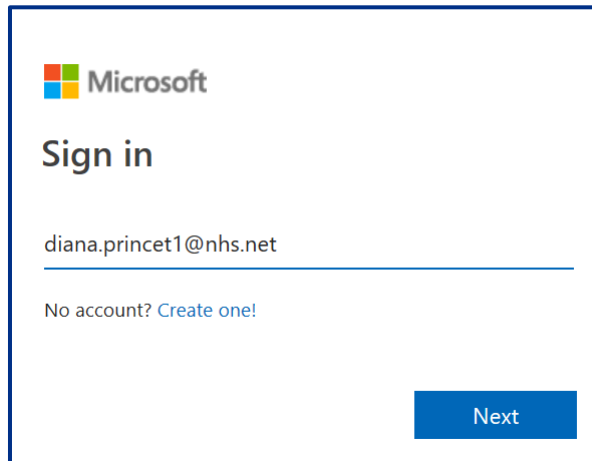 Microsoft
Sign in
diana.princet1@nhs.net
No account? Create one!
Next